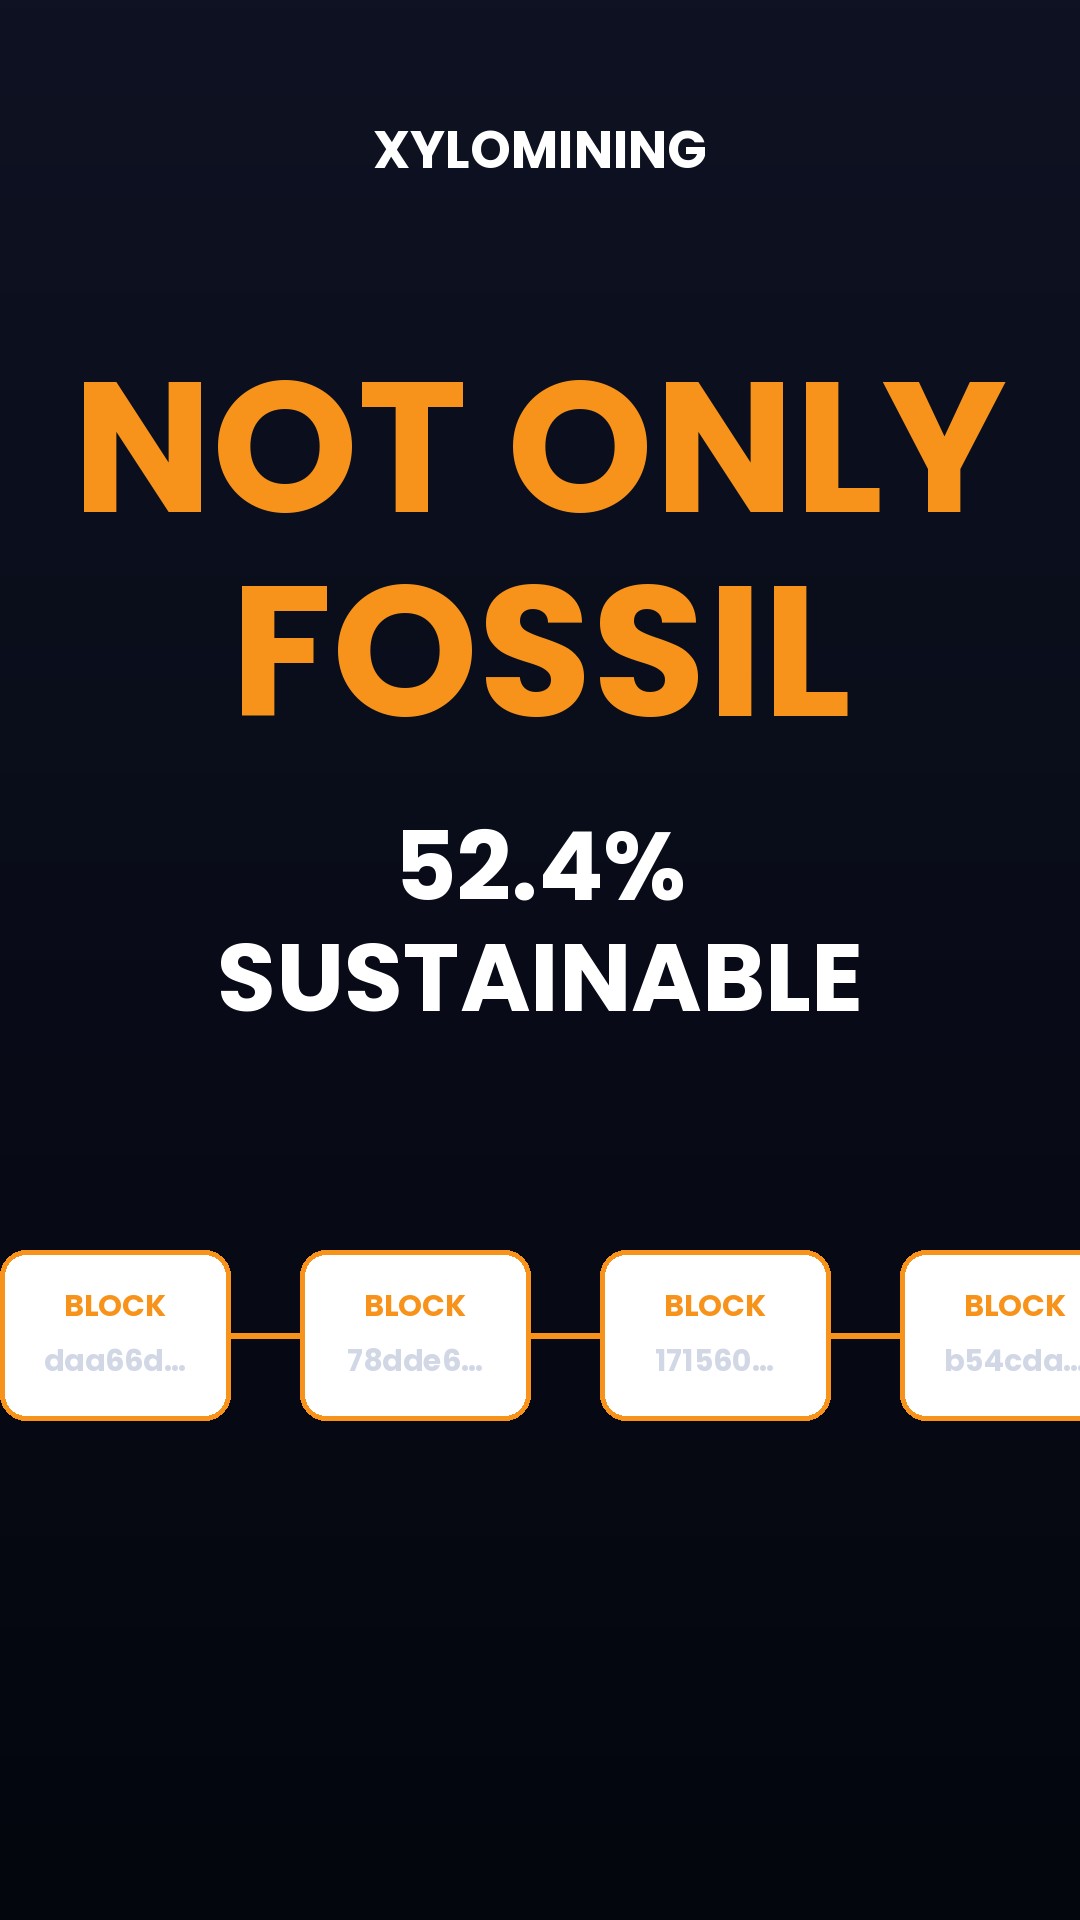 XYLOMINING
NOT ONLY
FOSSIL
52.4%
SUSTAINABLE
BLOCK BLOCK BLOCK BLOCK
daa66d... 78dde6... 171560... b54cda...